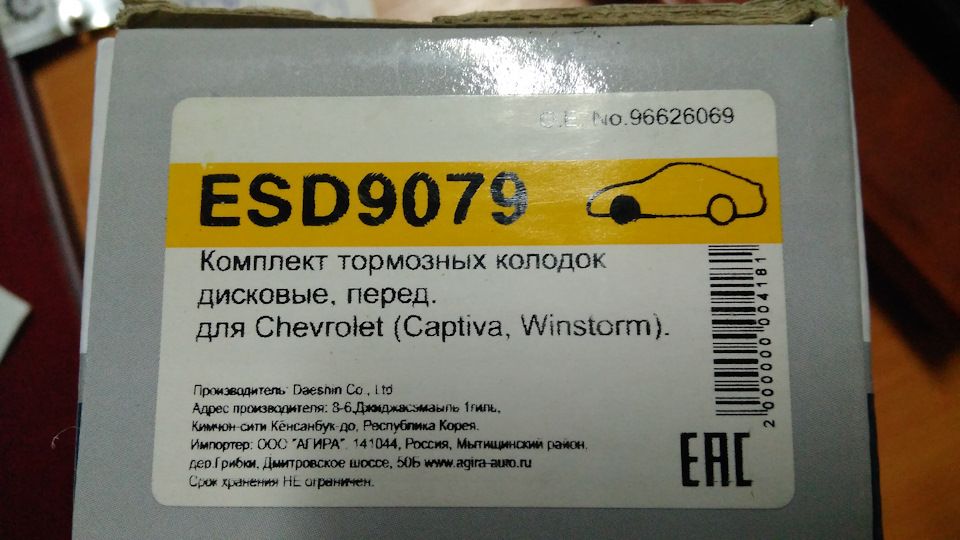 O.E. No.96626069
ESD9079
Комплект тормозных колодок
дисковые, перед.
для Chevrolet (Captiva, Winstorm).
2000000004181
Производитель: Daeshin Co., Ltd
Адрес производителя: 8-6,Джиджасэмаыль 1гиль,
Кимчон-сити Кёнсанбук-до, Республика Корея.
Импортер: ООО "АГИРА". 141044, Россия, Мытищинский район.
дер.Грибки, Дмитровское шоссе, 50Б www.agira-auto.ru
Срок хранения НЕ ограничен.
EAC